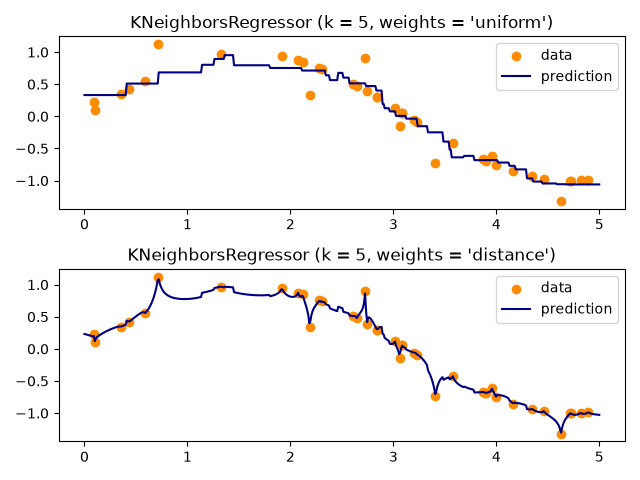 KNeighborsRegressor (k = 5, weights = 'uniform')
data
prediction
1.0
0.5
0.0
−0.5
−1.0
0 1 2 3 4 5
KNeighborsRegressor (k = 5, weights = 'distance')
data
prediction
1.0
0.5
0.0
−0.5
−1.0
0 1 2 3 4 5